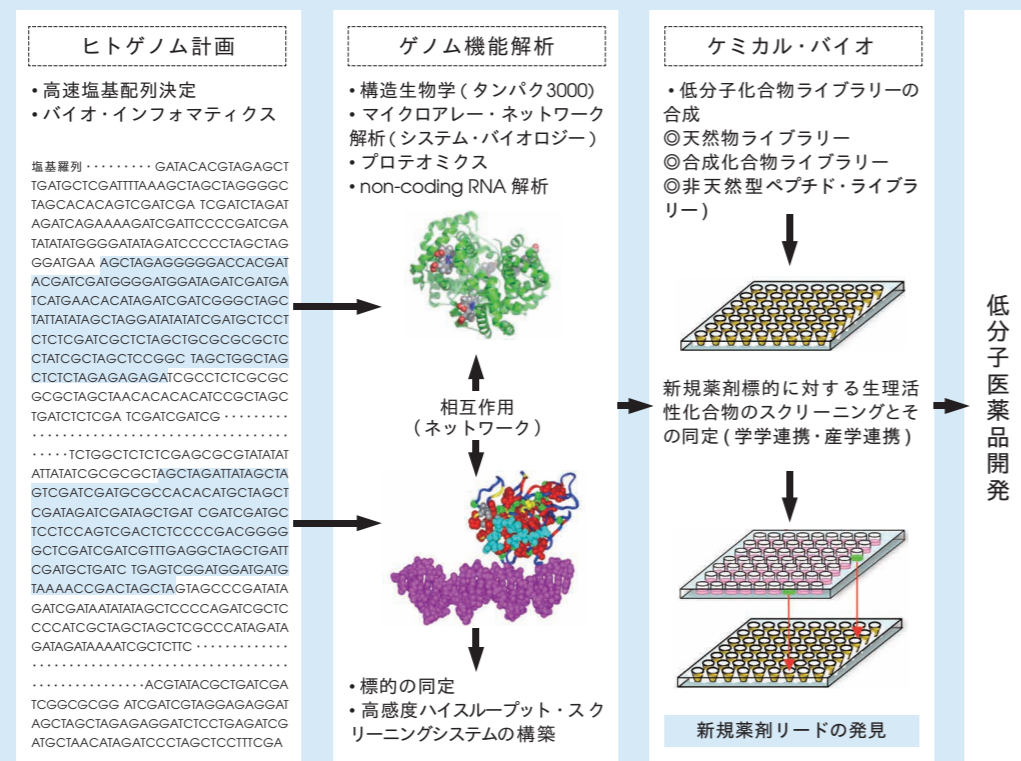 ヒトゲノム計画
• 高速塩基配列決定
• バイオ・インフォマティクス
塩基羅列 ········· GATACACGTAGAGCT
TGATGCTCGATTTTAAAGCTAGCTAGGGGC
TAGCACACAGTCGATCGA TCGATCTAGAT
AGATCAGAAAAGATCGATTCCCCGATCGA
TATATATGGGGATATAGATCCCCCTAGCTAG
GGATGAA AGCTAGAGGGGGACCACGAT
ACGATCGATGGGGATGGATAGATCGATGA
TCATGAACACATAGATCGATCGGGCTAGC
TATTATATAGCTAGGATATATATCGATGCTCCT
CTCTCGATCGCTCTAGCTGCGCGCGCTC
CTATCGCTAGCTCCGGC TAGCTGGCTAG
CTCTCTAGAGAGAGATCGCCTCTCGCGC
GCGCTAGCTAACACACACATCCGCTAGC
TGATCTCTCGA TCGATCGATCG ·········
··································
·····TCTGGCTCTCTCGAGCGCGTATATAT
ATTATATCGCGCGCGCTAGCTAGATTATAGCTA
GTCGATCGATGCGCCACACATGCTAGCT
CGATAGATCGATAGCTGAT CGATCGATGC
TCCTCCAGTCGACTCTCCCCGACGGGG
GCTCGATCGATCGTTTGAGGCTAGCTGATT
CGATGCTGATC TGAGTCGGATGGATGATG
TAAAACCGACTAGCCTAGTAGCCCGATATA
GATCGATAATATATAGCTCCCCAGATCGCTC
CCCATCGCTAGCTAGCTCGCCCATAGATA
GATAGATAAAATCGCTCTTC ············
··································
···············ACGTATACGCTGATCGA
TCGGCGCGG ATCGATCGTAGGAGAGGAT
AGCTAGCTAGAGAGGATCTCCTGAGATCG
ATGCTAACATAGATCCCTAGCTCCTTTCGA
ゲノム機能解析
• 構造生物学 ( タンパク3000)
• マイクロアレー・ネットワーク
解析 ( システム・バイオロジー )
• プロテオミクス
• non-coding RNA 解析
相互作用
( ネットワーク )
• 標的の同定
• 高感度ハイスループット・スク
リーニングシステムの構築
ケミカル・バイオ
• 低分子化合物ライブラリーの
合成
◎天然物ライブラリー
◎合成化合物ライブラリー
◎非天然型ペプチド・ライブラ
リー )
新規薬剤標的に対する生理活
性化合物のスクリーニングとそ
の同定 ( 学学連携・産学連携 )
新規薬剤リードの発見
低分子医薬品開発